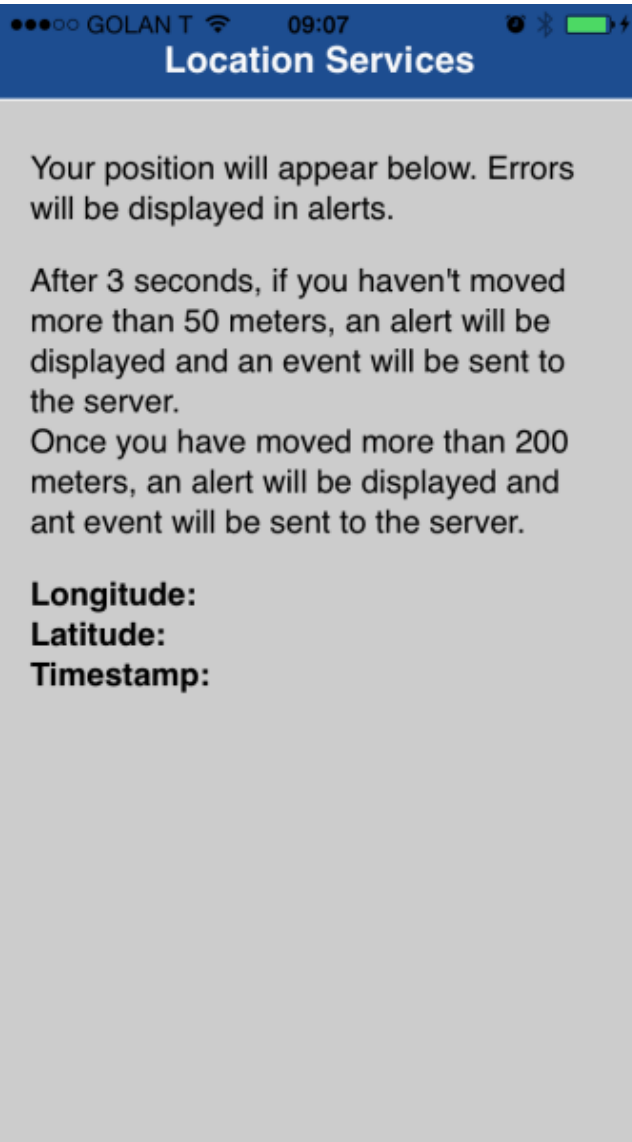 GOLAN T 09:07
Location Services
Your position will appear below. Errors
will be displayed in alerts.
After 3 seconds, if you haven't moved
more than 50 meters, an alert will be
displayed and an event will be sent to
the server.
Once you have moved more than 200
meters, an alert will be displayed and
ant event will be sent to the server.
Longitude:
Latitude:
Timestamp: